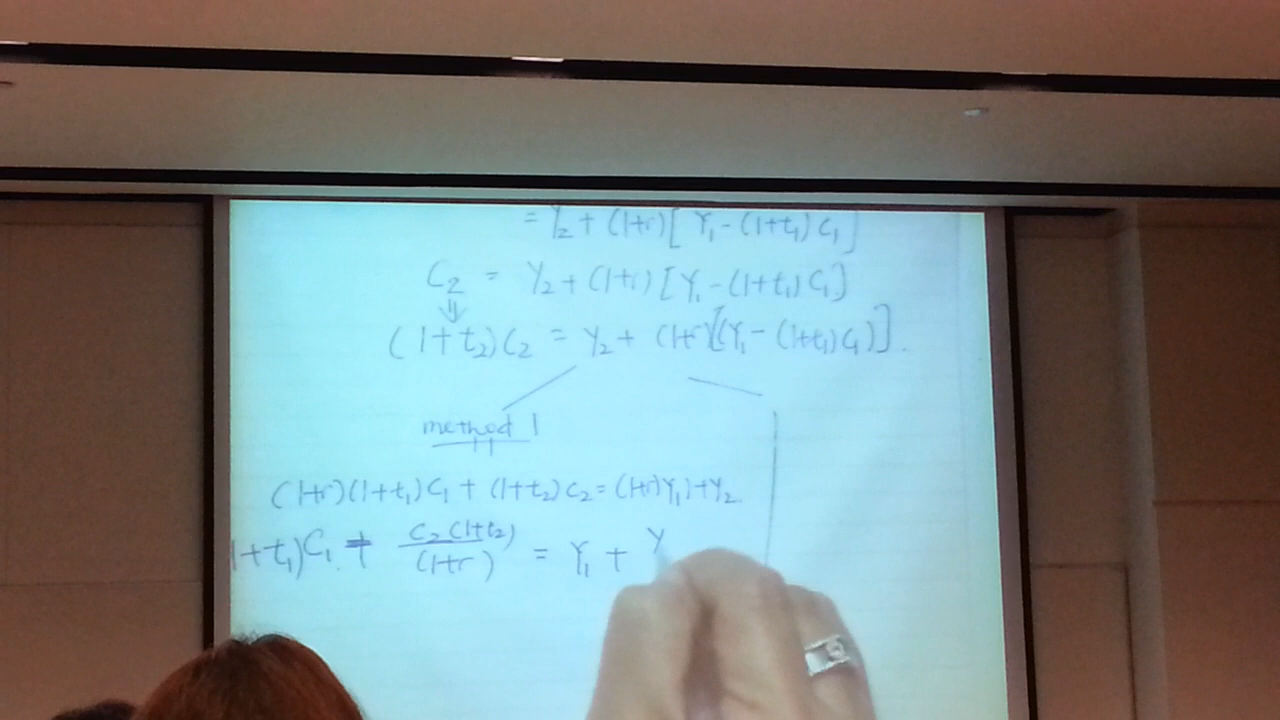 = Y₂ + (1+r)[ Y₁ - (1+t₁) C₁ ]
C₂ = Y₂ + (1+r) [Y₁ - (1+t₁) C₁]
⇓
(1+t₂)C₂ = Y₂ + (1+r)[(Y₁ - (1+t₁)C₁)].
method 1
(1+r)(1+t₁)C₁ + (1+t₂)C₂ = (1+r)Y₁)+Y₂
1+t₁)C₁. + C₂(1+t₂)/(1+r) = Y₁ + Y